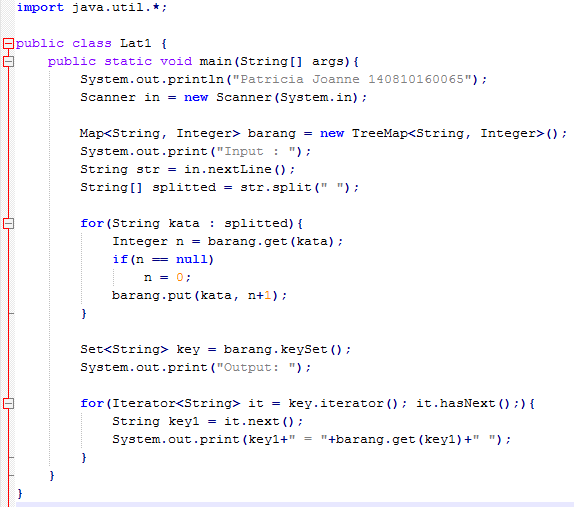 import java.util.*;
public class Lat1 {
public static void main(String[] args){
System.out.println("Patricia Joanne 140810160065");
Scanner in = new Scanner(System.in);
Map<String, Integer> barang = new TreeMap<String, Integer>();
System.out.print("Input : ");
String str = in.nextLine();
String[] splitted = str.split(" ");
for(String kata : splitted){
Integer n = barang.get(kata);
if(n == null)
n = 0;
barang.put(kata, n+1);
}
Set<String> key = barang.keySet();
System.out.print("Output: ");
for(Iterator<String> it = key.iterator(); it.hasNext();){
String key1 = it.next();
System.out.print(key1+" = "+barang.get(key1)+" ");
}
}
}